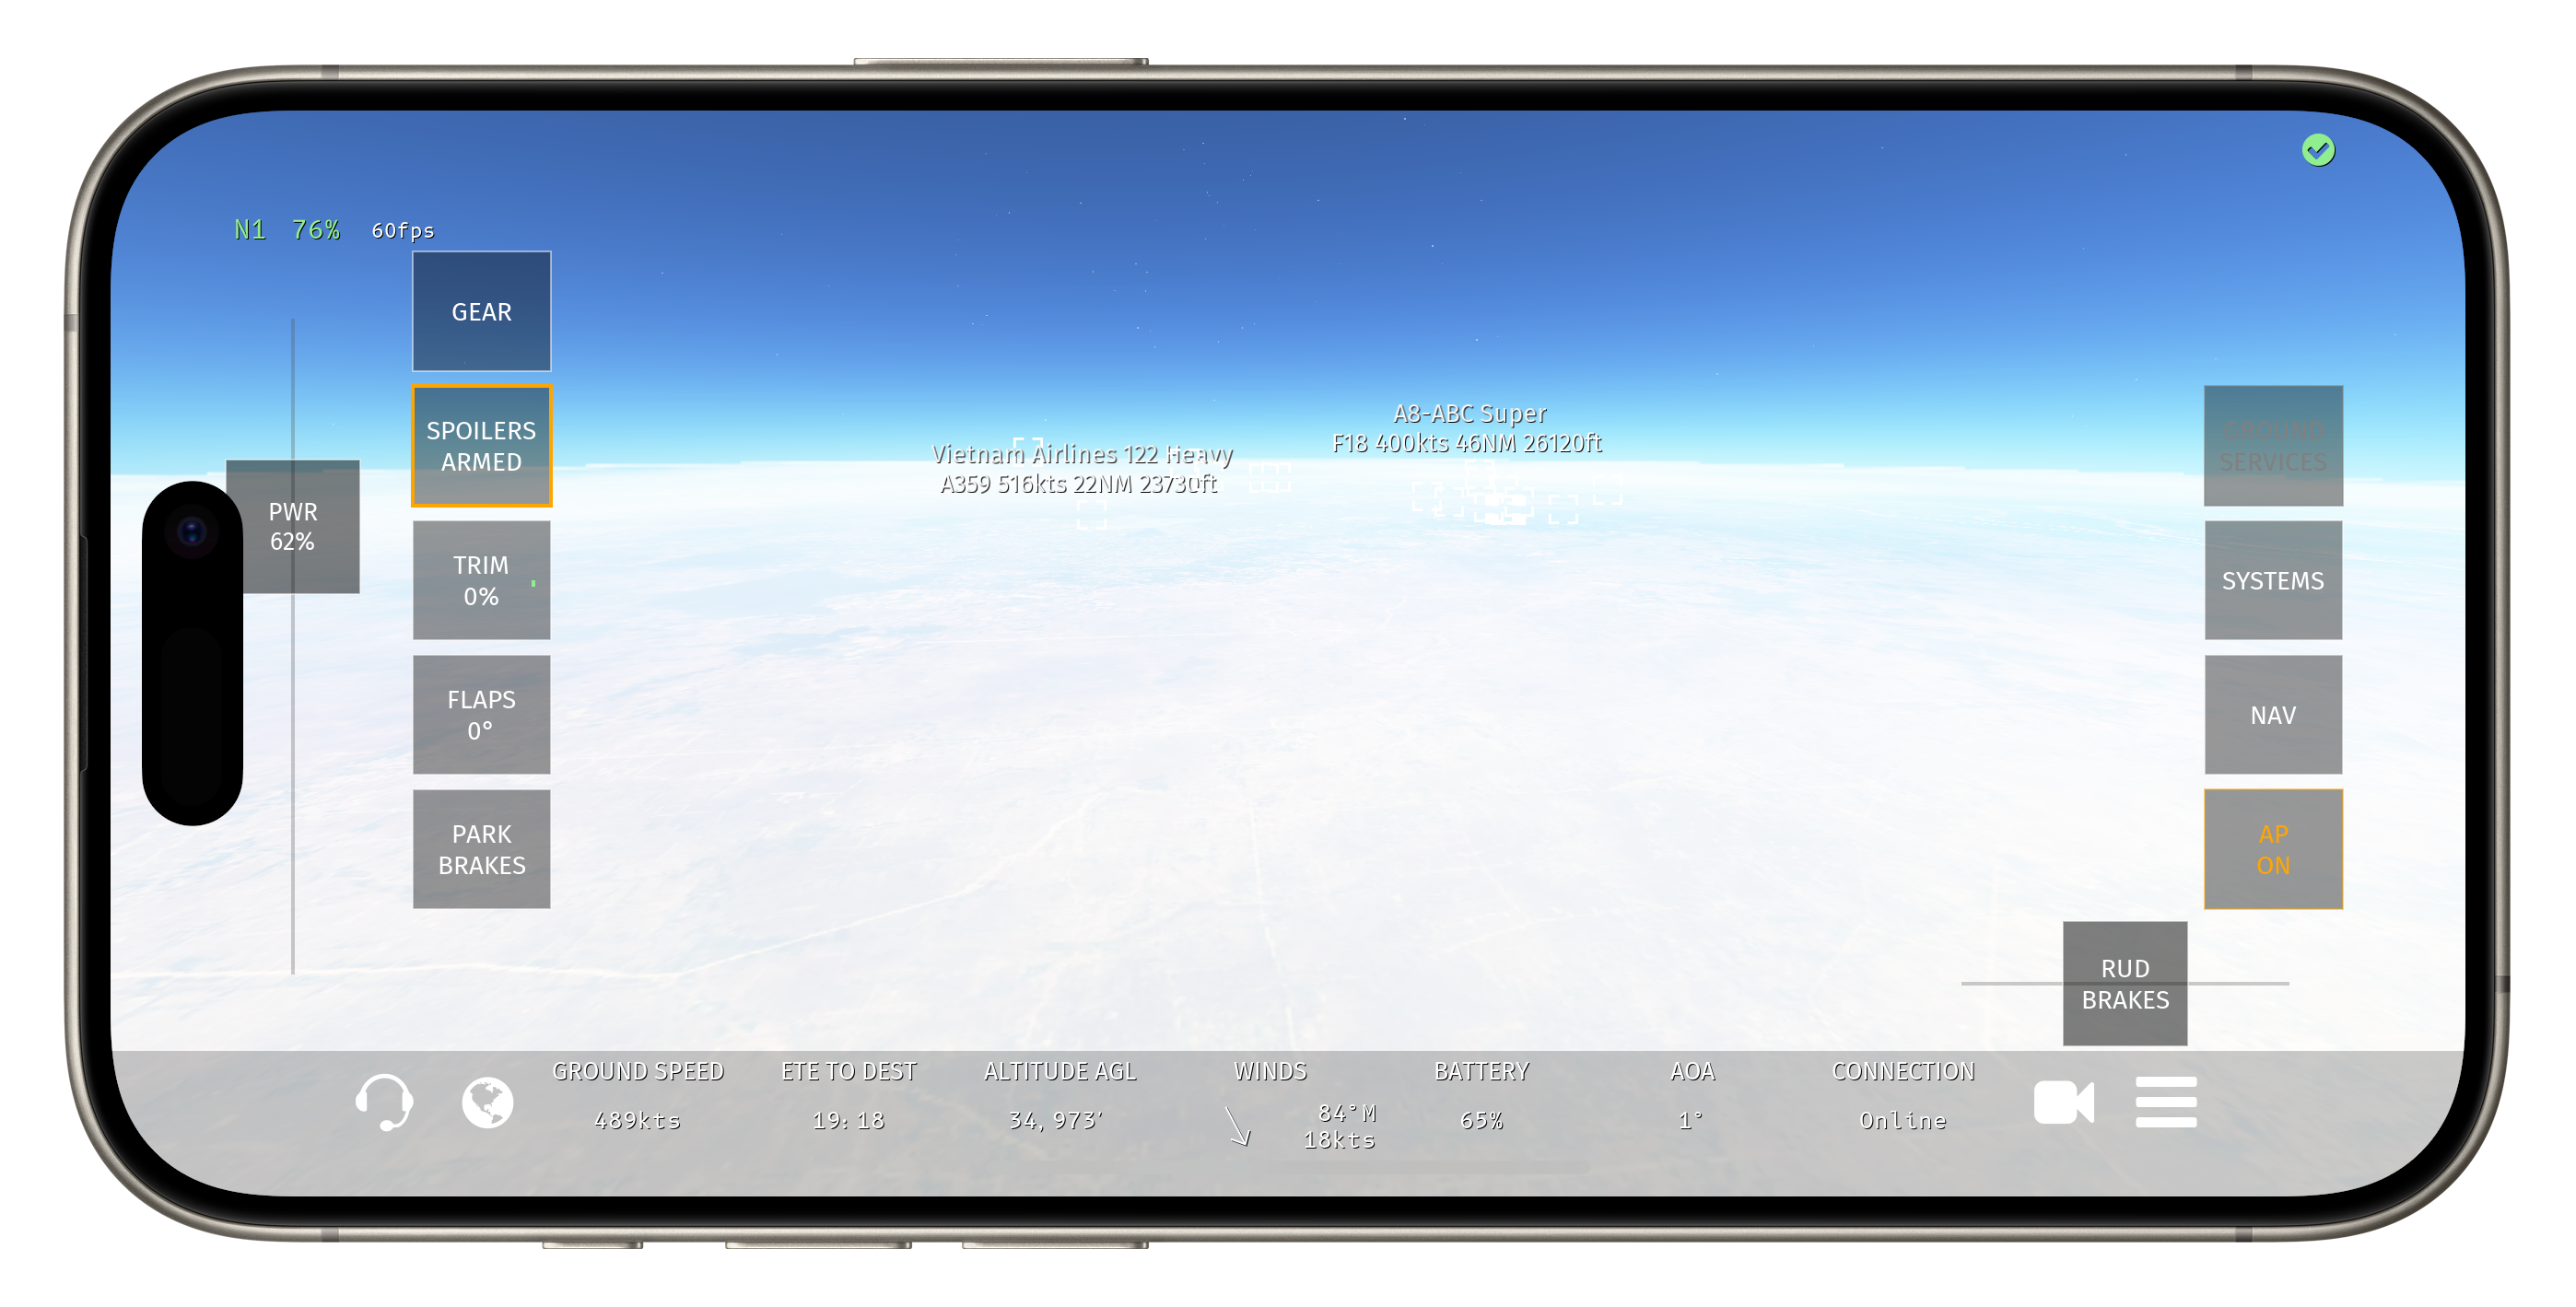 N1 76% 60fps
GEAR
SPOILERS
ARMED
PWR
62%
TRIM
0%
FLAPS
0°
PARK
BRAKES
A8-ABC Super
F18 400kts 46NM 26120ft
Vietnam Airlines 122 Heavy
A359 516kts 22NM 23730ft
GROUND
SERVICES
SYSTEMS
NAV
AP
ON
RUD
BRAKES
GROUND SPEED
489kts
ETE TO DEST
19:18
ALTITUDE AGL
34,973'
WINDS
84°M
18kts
BATTERY
65%
AOA
1°
CONNECTION
Online